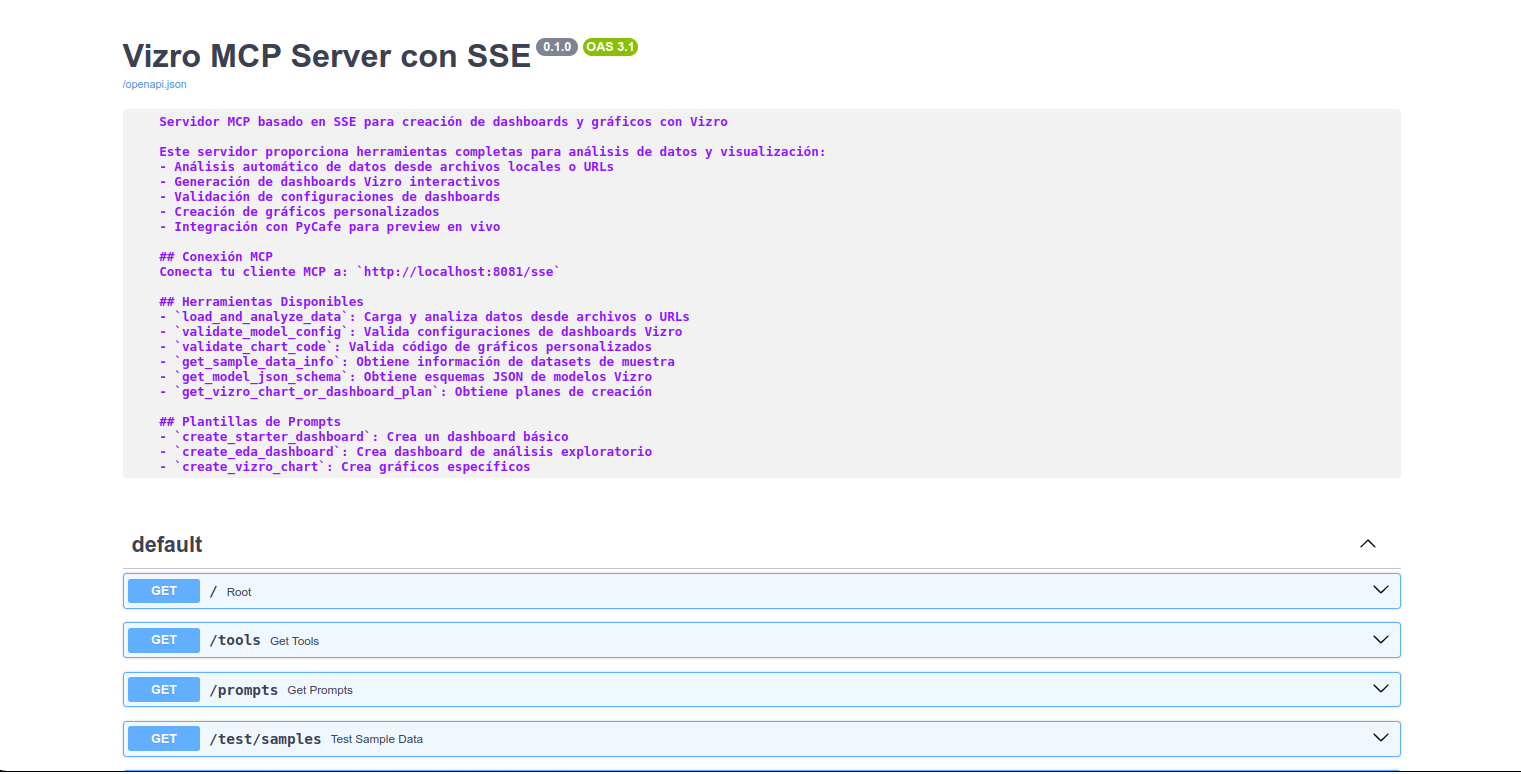 Vizro MCP Server con SSE 0.1.0 OAS 3.1
/openapi.json
Servidor MCP basado en SSE para creación de dashboards y gráficos con Vizro
Este servidor proporciona herramientas completas para análisis de datos y visualización:
- Análisis automático de datos desde archivos locales o URLs
- Generación de dashboards Vizro interactivos
- Validación de configuraciones de dashboards
- Creación de gráficos personalizados
- Integración con PyCafe para preview en vivo
## Conexión MCP
Conecta tu cliente MCP a: `http://localhost:8081/sse`
## Herramientas Disponibles
- `load_and_analyze_data`: Carga y analiza datos desde archivos o URLs
- `validate_model_config`: Valida configuraciones de dashboards Vizro
- `validate_chart_code`: Valida código de gráficos personalizados
- `get_sample_data_info`: Obtiene información de datasets de muestra
- `get_model_json_schema`: Obtiene esquemas JSON de modelos Vizro
- `get_vizro_chart_or_dashboard_plan`: Obtiene planes de creación
## Plantillas de Prompts
- `create_starter_dashboard`: Crea un dashboard básico
- `create_eda_dashboard`: Crea dashboard de análisis exploratorio
- `create_vizro_chart`: Crea gráficos específicos
default
GET / Root
GET /tools Get Tools
GET /prompts Get Prompts
GET /test/samples Test Sample Data